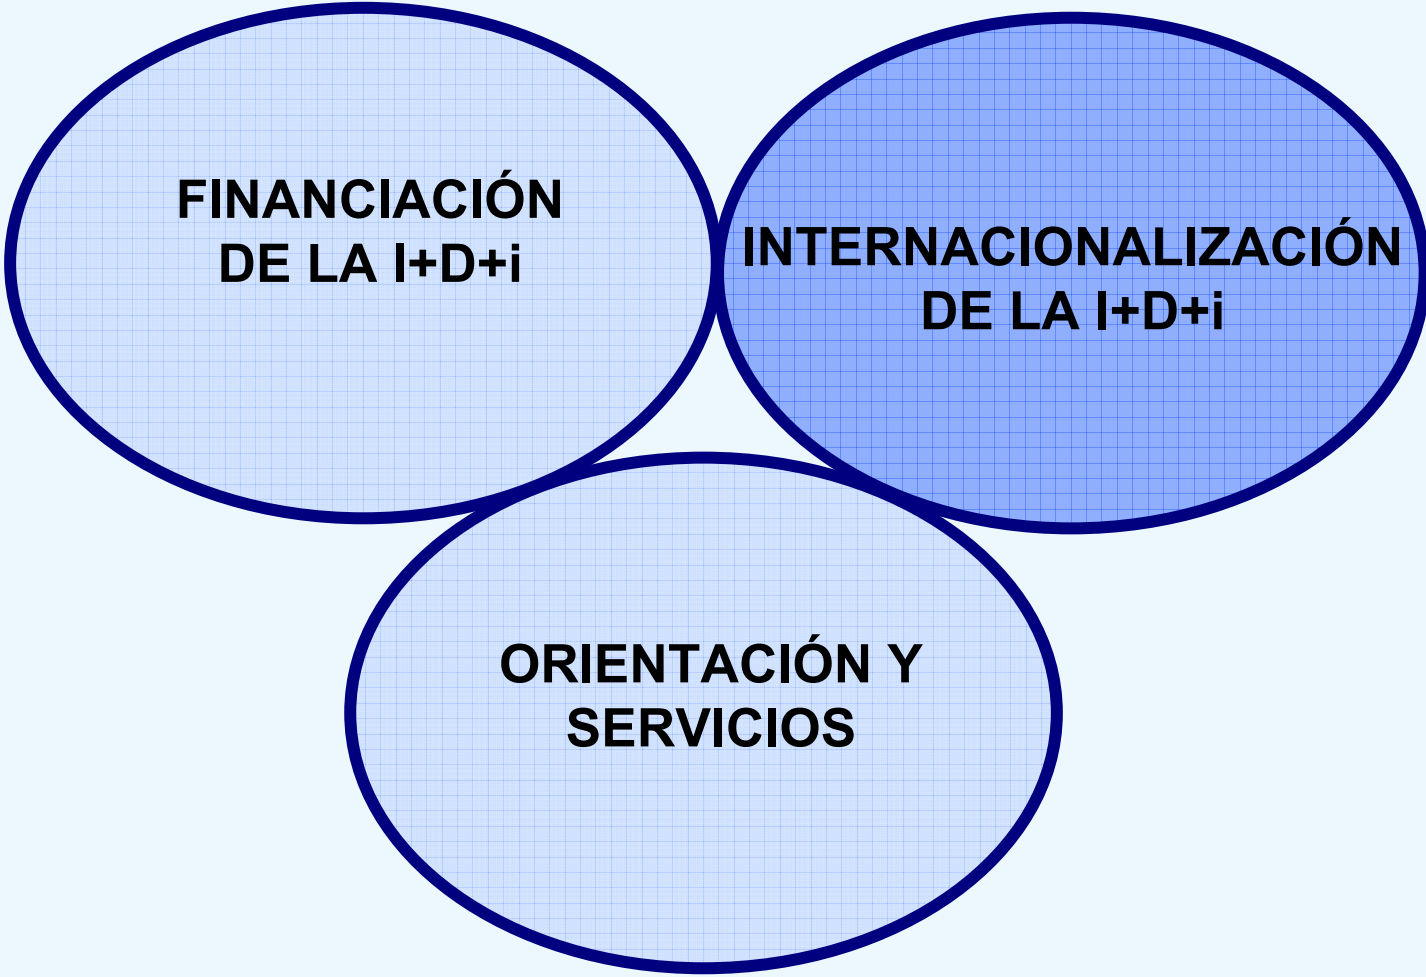 FINANCIACIÓN
DE LA I+D+i
INTERNACIONALIZACIÓN
DE LA I+D+i
ORIENTACIÓN Y
SERVICIOS